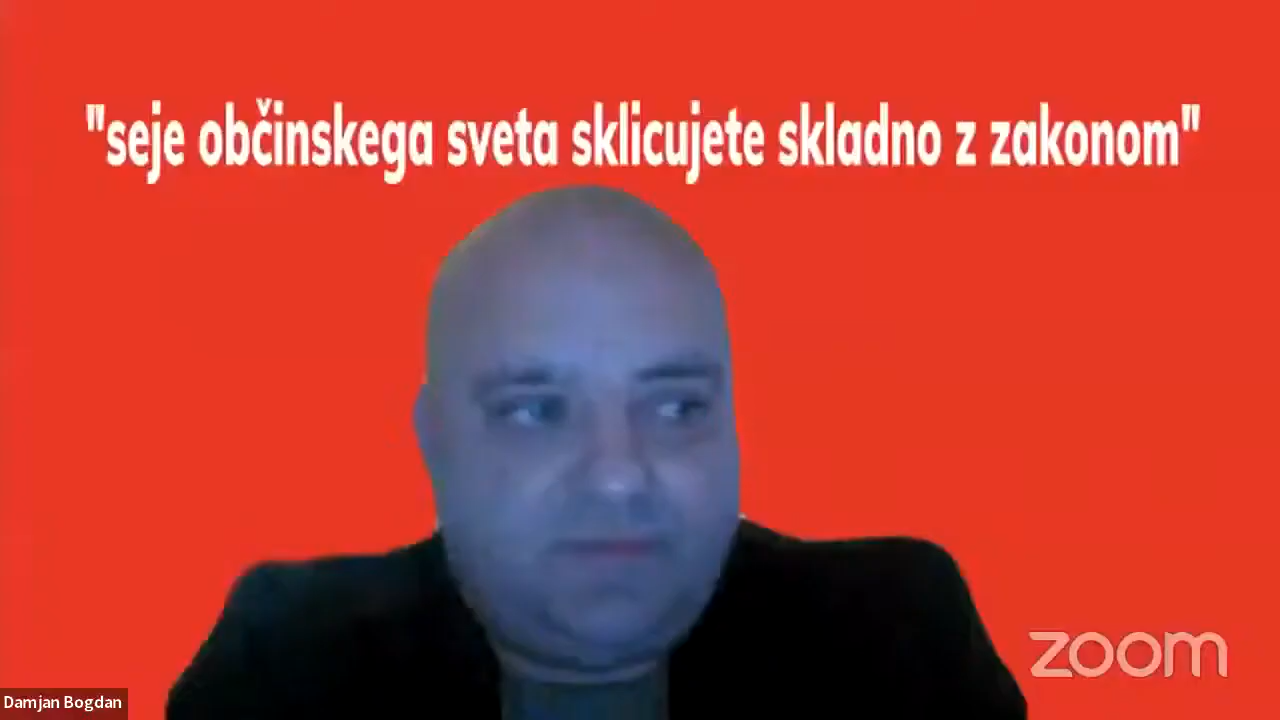 "seje občinskega sveta sklicujete skladno z zakonom"
zoom
Damjan Bogdan